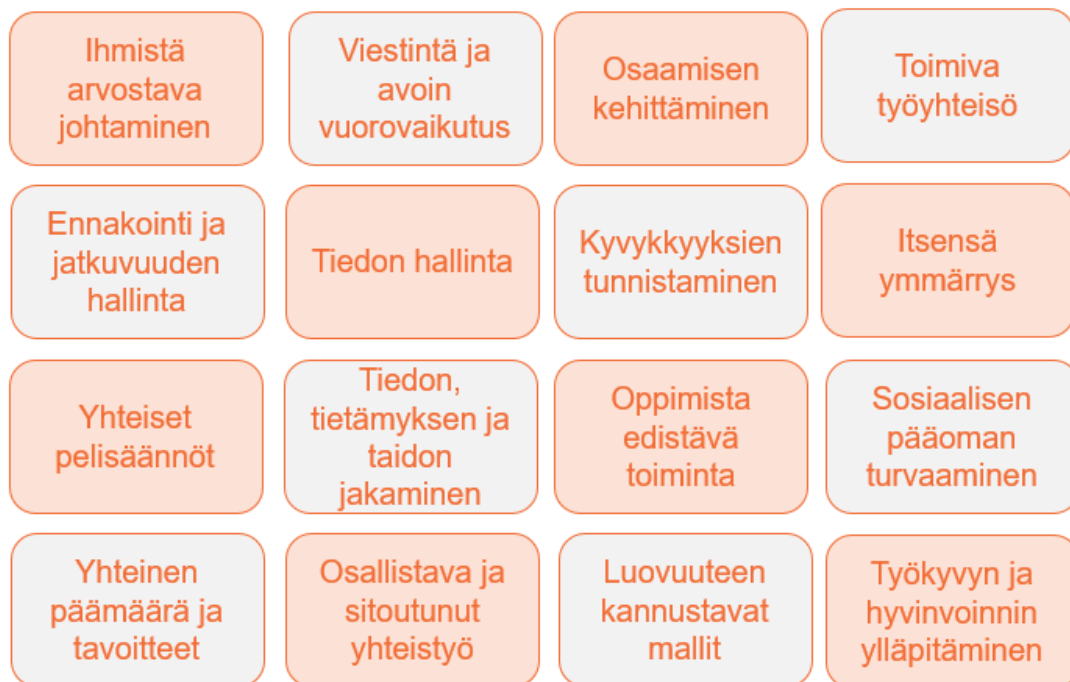 Ihmistä
arvostava
johtaminen
Viestintä ja
avoin
vuorovaikutus
Osaamisen
kehittäminen
Toimiva
työyhteisö
Ennakointi ja
jatkuvuuden
hallinta
Tiedon hallinta
Kyvykkyyksien
tunnistaminen
Itsensä
ymmärrys
Yhteiset
pelisäännöt
Tiedon,
tietämyksen ja
taidon
jakaminen
Oppimista
edistävä
toiminta
Sosiaalisen
pääoman
turvaaminen
Yhteinen
päämäärä ja
tavoitteet
Osallistava ja
sitoutunut
yhteistyö
Luovuuteen
kannustavat
mallit
Työkyvyn ja
hyvinvoinnin
ylläpitäminen